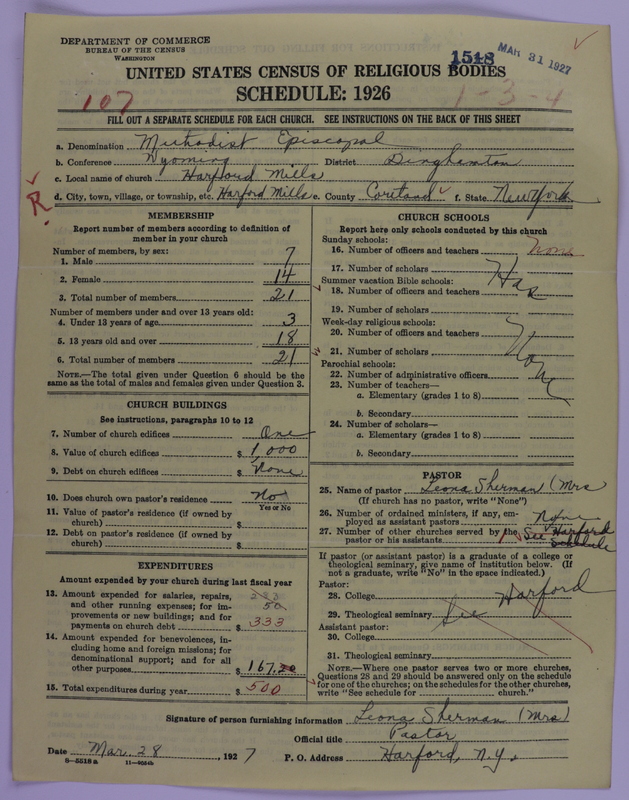 DEPARTMENT OF COMMERCE
BUREAU OF THE CENSUS
WASHINGTON
1518 MAR 31 1927
UNITED STATES CENSUS OF RELIGIOUS BODIES
SCHEDULE: 1926
107 1-3-4
FILL OUT A SEPARATE SCHEDULE FOR EACH CHURCH. SEE INSTRUCTIONS ON THE BACK OF THIS SHEET
a. Denomination Methodist Episcopal
b. Conference Wyoming District Binghamton
c. Local name of church Harfourd Mills
d. City, town, village, or township, etc. Harford Mills e. County Cortland f. State New York
R
MEMBERSHIP
Report number of members according to definition of member in your church
Number of members, by sex:
1. Male 7
2. Female 14
3. Total number of members 21
Number of members under and over 13 years old:
4. Under 13 years of age 3
5. 13 years old and over 18
6. Total number of members 21
NOTE.—The total given under Question 6 should be the same as the total of males and females given under Question 3.
CHURCH BUILDINGS
See instructions, paragraphs 10 to 12
7. Number of church edifices One
8. Value of church edifices $ 1,000
9. Debt on church edifices $ None
10. Does church own pastor's residence No
Yes or No
11. Value of pastor's residence (if owned by church) $
12. Debt on pastor's residence (if owned by church) $
EXPENDITURES
Amount expended by your church during last fiscal year
13. Amount expended for salaries, repairs, and other running expenses; for improvements or new buildings; and for payments on church debt $ 283 50 333
14. Amount expended for benevolences, including home and foreign missions; for denominational support; and for all other purposes $ 167.20
15. Total expenditures during year $ 500
CHURCH SCHOOLS
Report here only schools conducted by this church
Sunday schools:
16. Number of officers and teachers None
17. Number of scholars
Summer vacation Bible schools:
18. Number of officers and teachers Has
19. Number of scholars
Week-day religious schools:
20. Number of officers and teachers
21. Number of scholars None
Parochial schools:
22. Number of administrative officers
23. Number of teachers—
a. Elementary (grades 1 to 8)
b. Secondary
24. Number of scholars—
a. Elementary (grades 1 to 8)
b. Secondary
PASTOR
25. Name of pastor Leona Sherman (Mrs
(If church has no pastor, write "None")
26. Number of ordained ministers, if any, employed as assistant pastors None
27. Number of other churches served by the pastor or his assistants 1 See Harford Schedule
If pastor (or assistant pastor) is a graduate of a college or theological seminary, give name of institution below. (If not a graduate, write "No" in the space indicated.)
Pastor:
28. College
29. Theological seminary See Harford
Assistant pastor:
30. College
31. Theological seminary
NOTE.—Where one pastor serves two or more churches, Questions 28 and 29 should be answered only on the schedule for one of the churches; on the schedules for the other churches, write "See schedule for church."
Signature of person furnishing information Leona Sherman (Mrs)
Official title Pastor
Date Mar. 28, 1927 P. O. Address Harford, N.Y.
8-5518 a